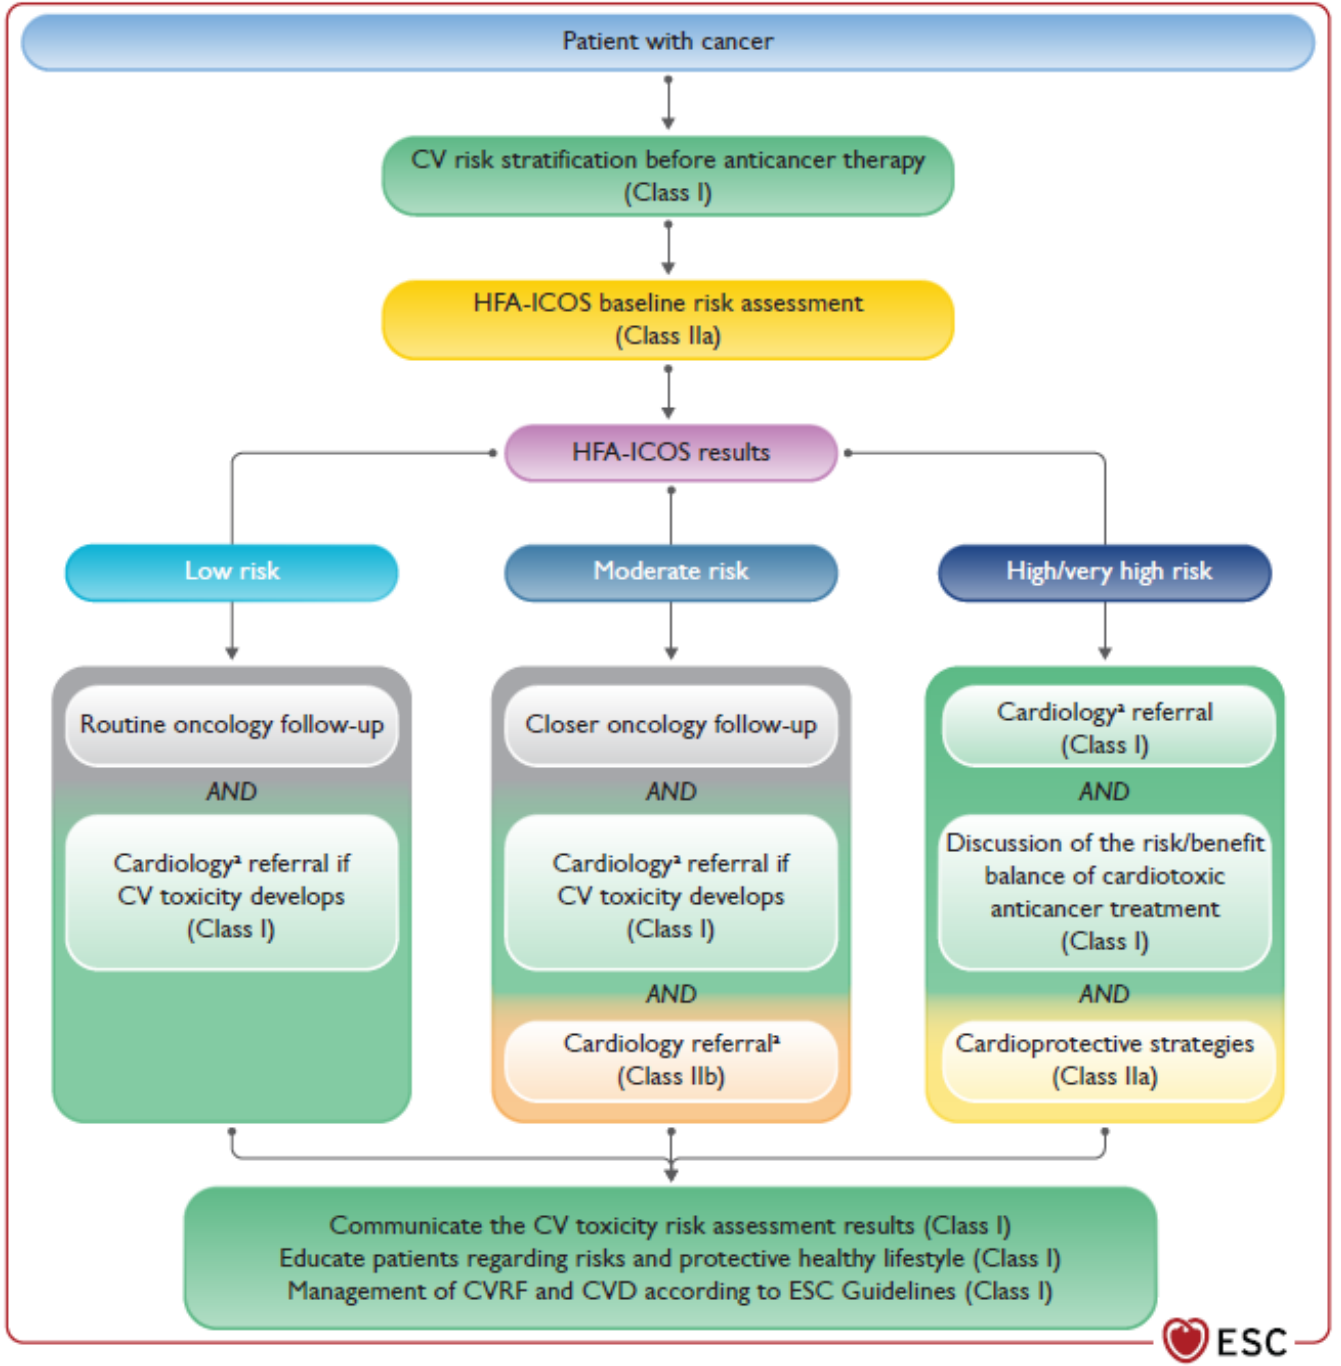 Patient with cancer
CV risk stratification before anticancer therapy
(Class I)
HFA-ICOS baseline risk assessment
(Class IIa)
HFA-ICOS results
Low risk
Moderate risk
High/very high risk
Routine oncology follow-up
AND
Cardiologyᵃ referral if
CV toxicity develops
(Class I)
Closer oncology follow-up
AND
Cardiologyᵃ referral if
CV toxicity develops
(Class I)
AND
Cardiology referralᵃ
(Class IIb)
Cardiologyᵃ referral
(Class I)
AND
Discussion of the risk/benefit
balance of cardiotoxic
anticancer treatment
(Class I)
AND
Cardioprotective strategies
(Class IIa)
Communicate the CV toxicity risk assessment results (Class I)
Educate patients regarding risks and protective healthy lifestyle (Class I)
Management of CVRF and CVD according to ESC Guidelines (Class I)
ESC